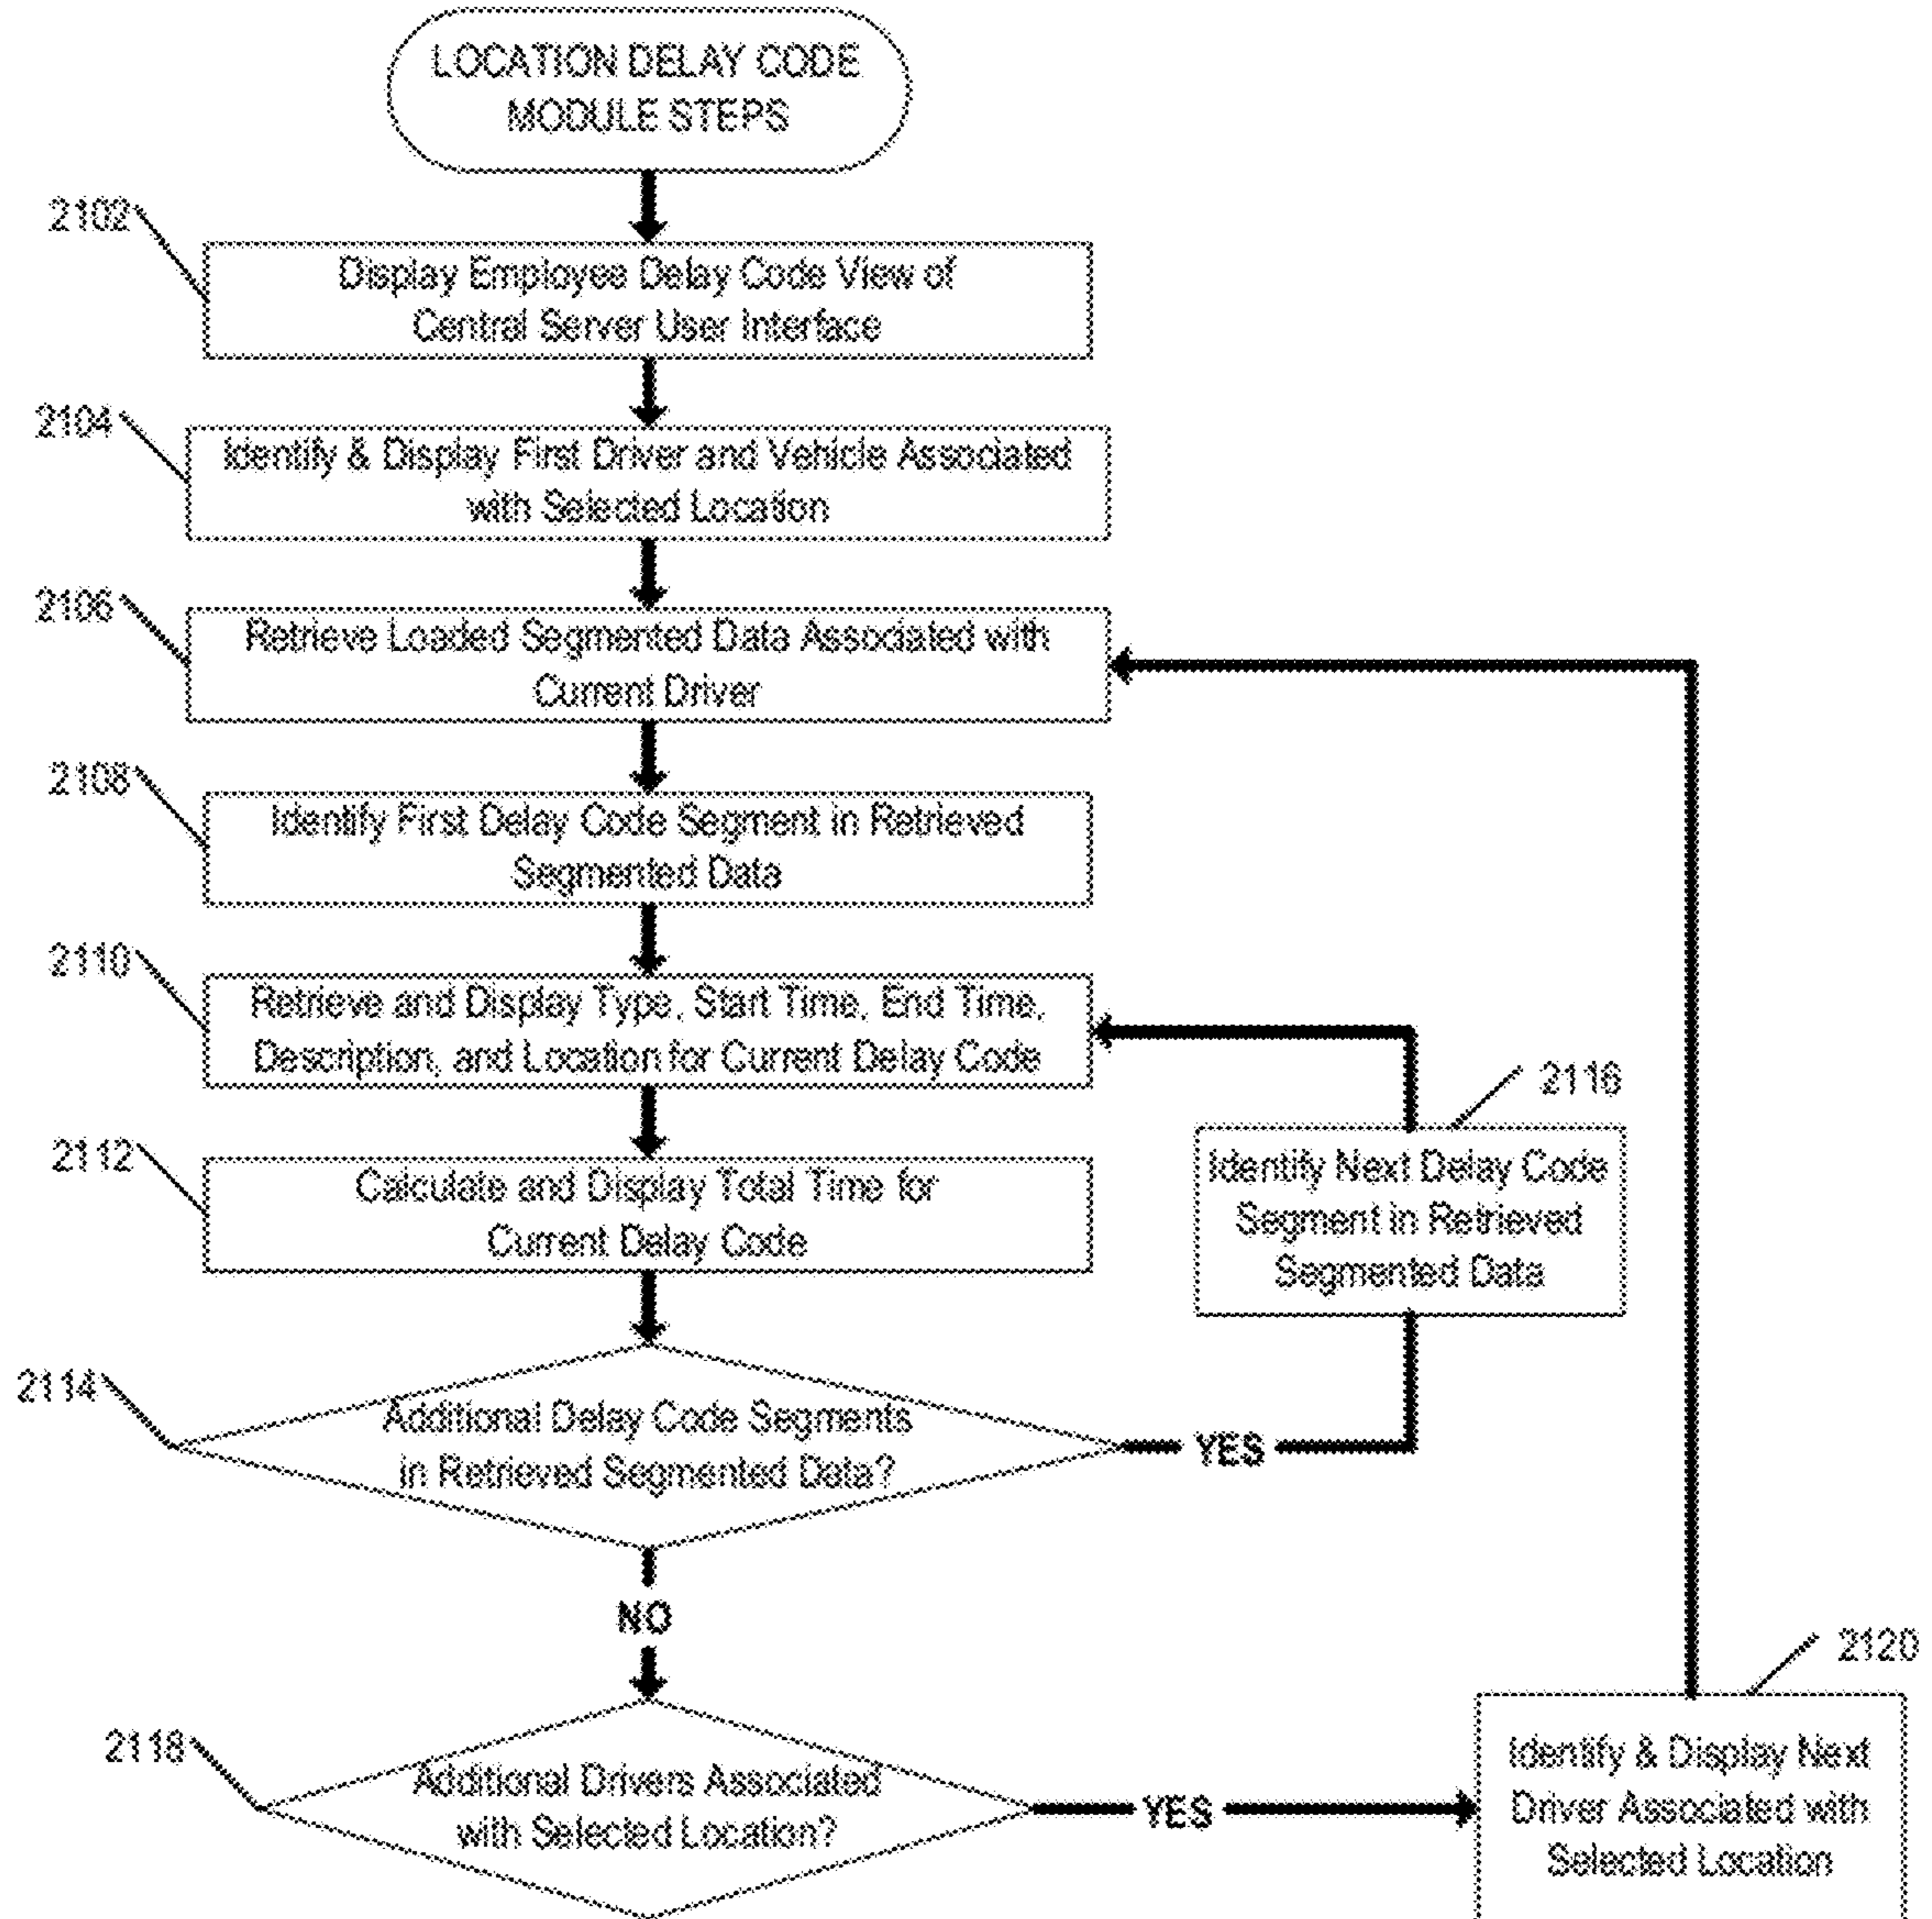 LOCATION DELAY CODE
MODULE STEPS
2102
Display Employee Delay Code View of
Central Server User Interface
2104
Identify & Display First Driver and Vehicle Associated
with Selected Location
2106
Retrieve Loaded Segmented Data Associated with
Current Driver
2108
Identify First Delay Code Segment in Retrieved
Segmented Data
2110
Retrieve and Display Type, Start Time, End Time,
Description, and Location for Current Delay Code
2112
Calculate and Display Total Time for
Current Delay Code
2116
Identify Next Delay Code
Segment in Retrieved
Segmented Data
2114
Additional Delay Code Segments
in Retrieved Segmented Data?
YES
NO
2118
Additional Drivers Associated
with Selected Location?
YES
2120
Identify & Display Next
Driver Associated with
Selected Location